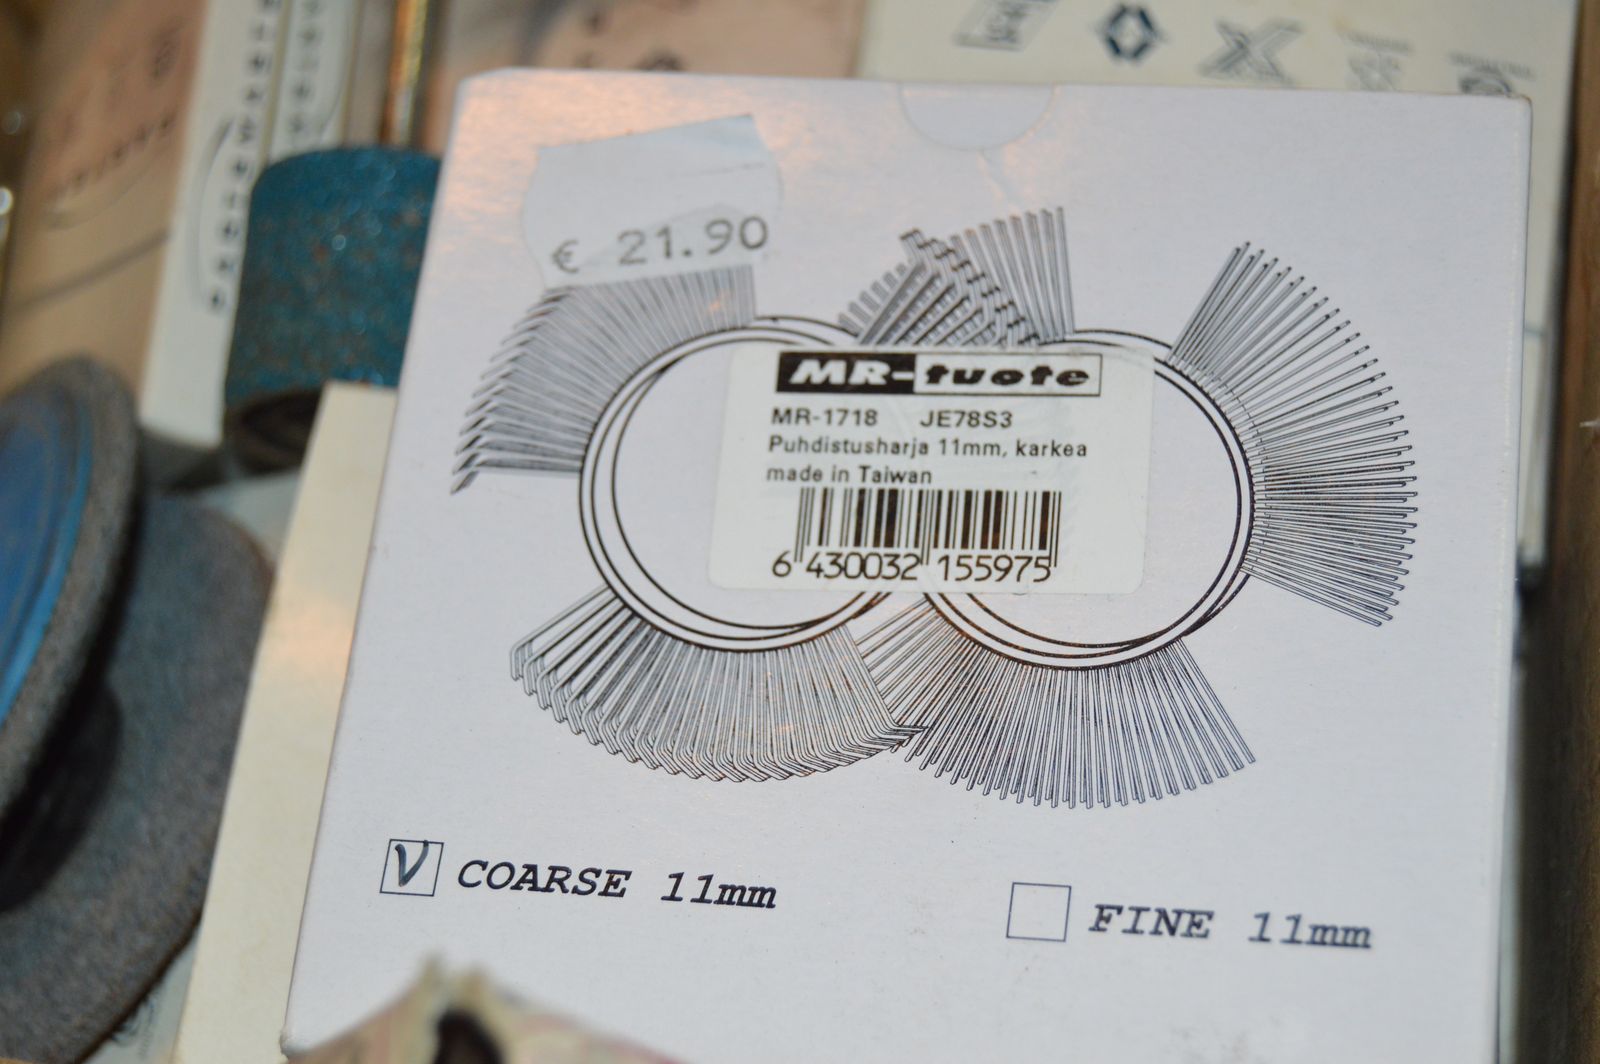 € 21.90
MR-tuote
MR-1718 JE78S3
Puhdistusharja 11mm, karkea
made in Taiwan
6 430032 155975
V COARSE 11mm
FINE 11mm